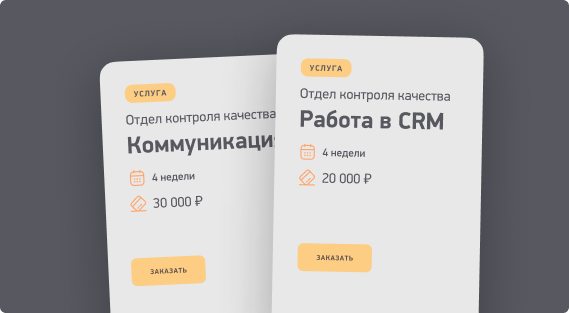 УСЛУГА
Отдел контроля качества
Коммуникация
4 недели
30 000 ₽
ЗАКАЗАТЬ
УСЛУГА
Отдел контроля качества
Работа в CRM
4 недели
20 000 ₽
ЗАКАЗАТЬ